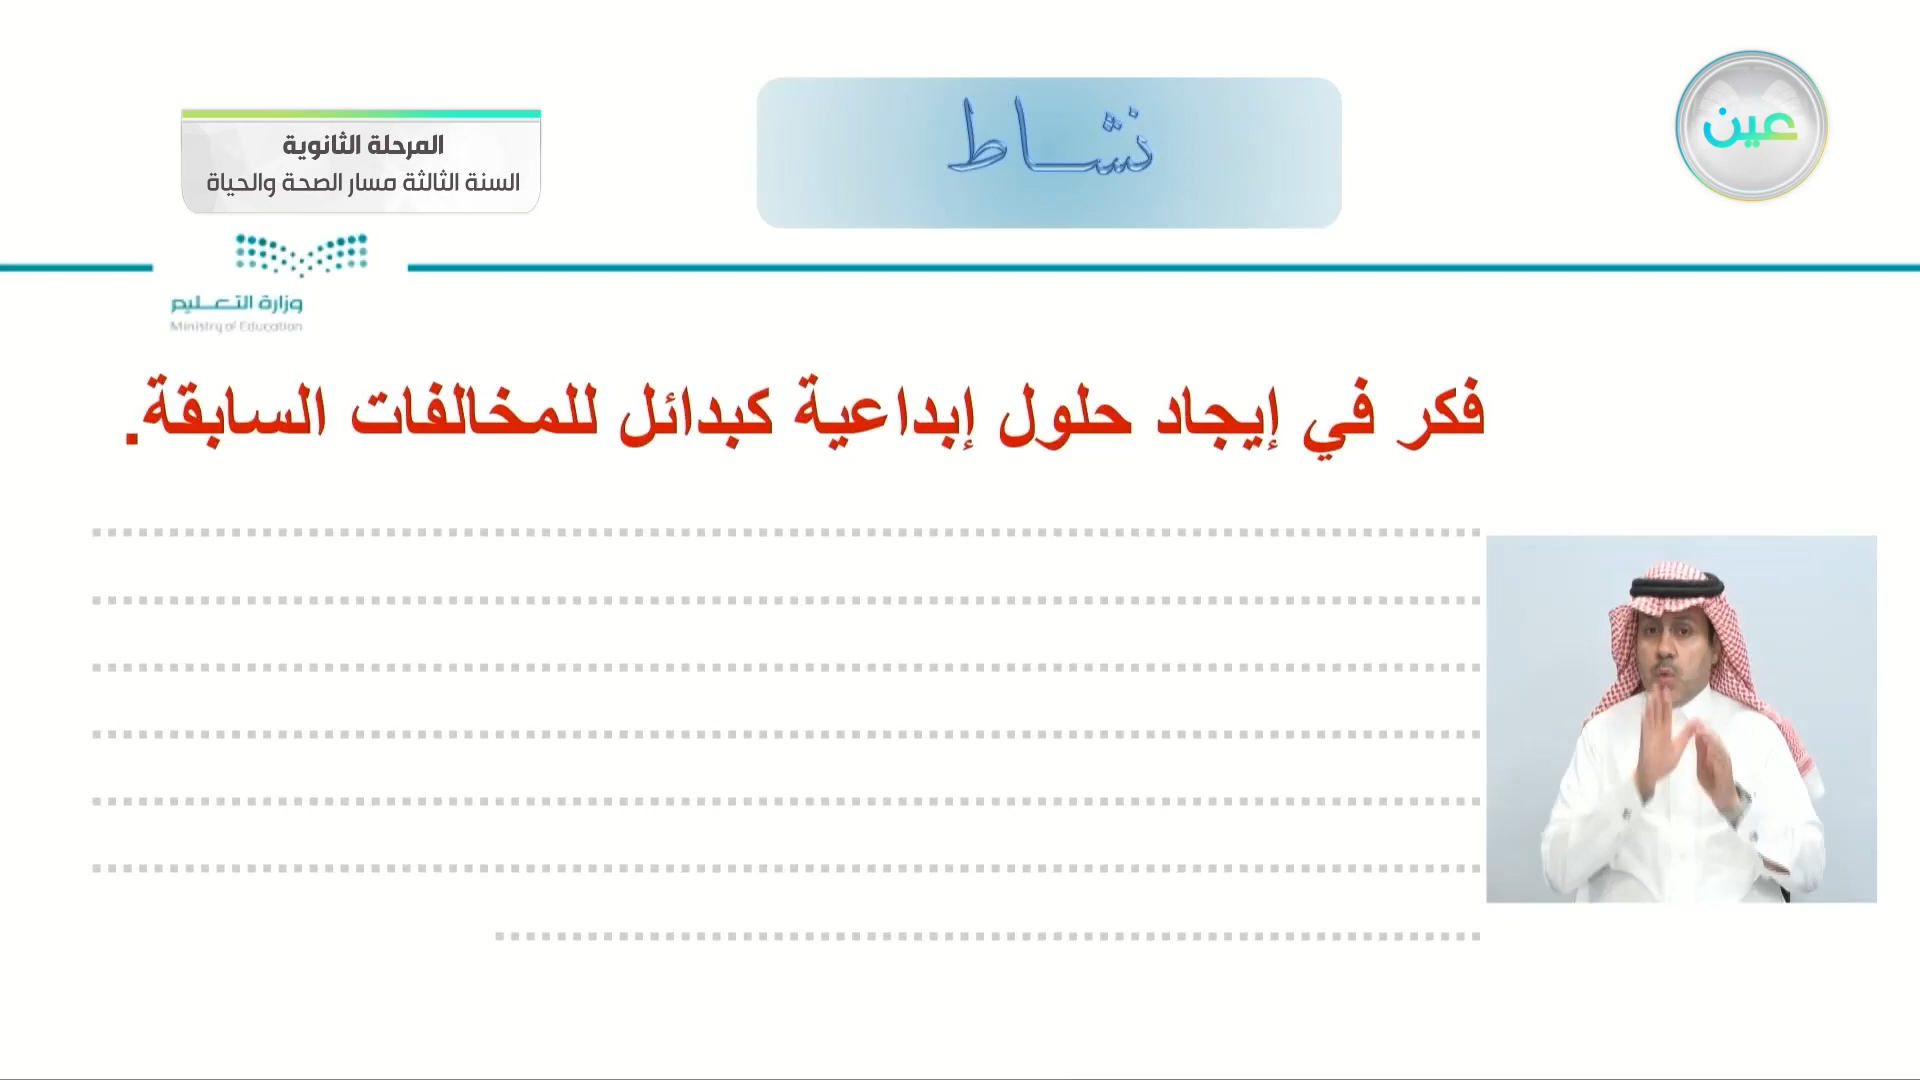 عين
نشاط
المرحلة الثانوية
السنة الثالثة مسار الصحة والحياة
وزارة التعليم
Ministry of Education
فكر في إيجاد حلول إبداعية كبدائل للمخالفات السابقة.